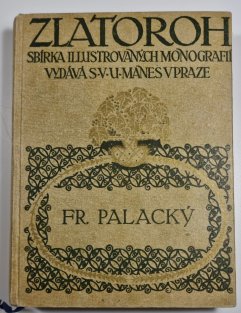 ZLATOROH
SBÍRKA ILLUSTROVANÝCH MONOGRAFIÍ
VYDÁVÁ S·V·U·MÁNES V PRAZE
FR. PALACKÝ